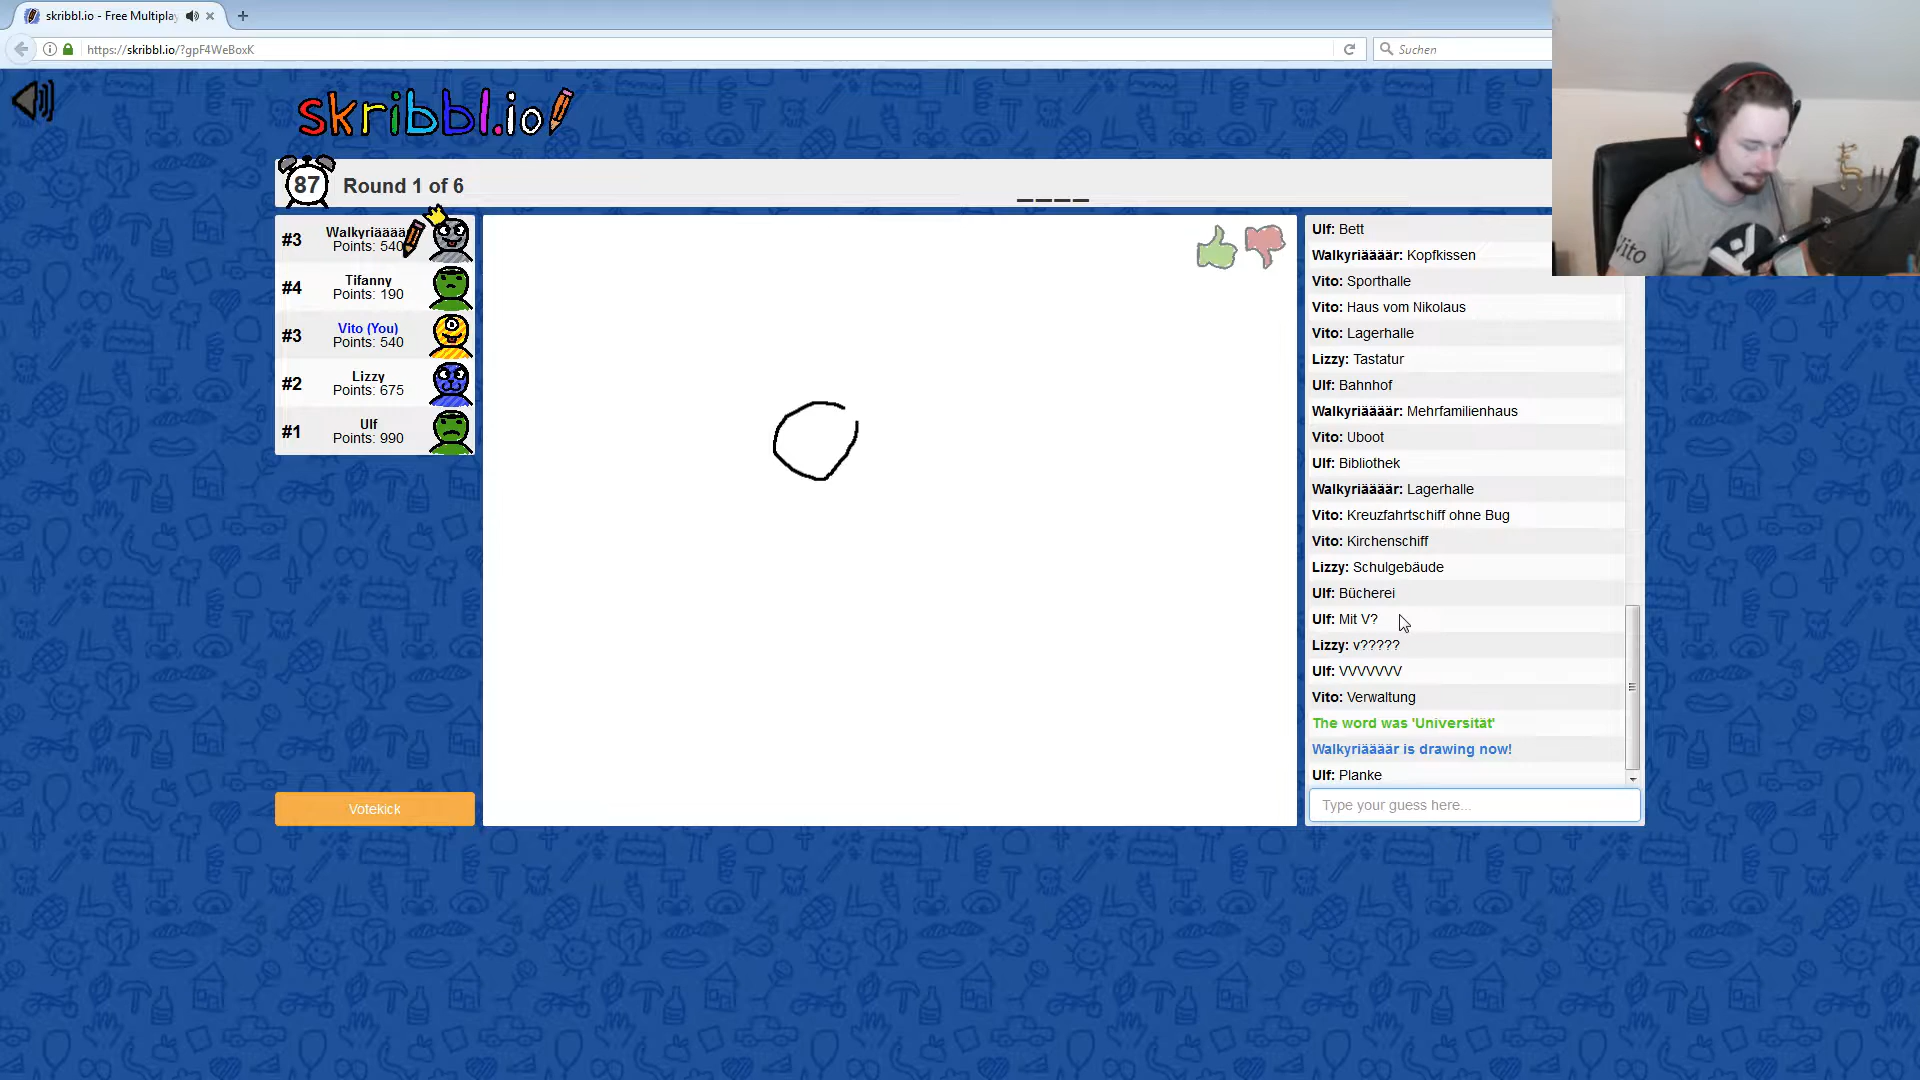 skribbl.io - Free Multiplay
https://skribbl.io/?gpF4WeBoxK
Suchen
skribbl.io
87
Round 1 of 6
____
#3
Walkyriääää
Points: 540
#4
Tifanny
Points: 190
#3
Vito (You)
Points: 540
#2
Lizzy
Points: 675
#1
Ulf
Points: 990
Votekick
Ulf: Bett
Walkyriääär: Kopfkissen
Vito: Sporthalle
Vito: Haus vom Nikolaus
Vito: Lagerhalle
Lizzy: Tastatur
Ulf: Bahnhof
Walkyriääär: Mehrfamilienhaus
Vito: Uboot
Ulf: Bibliothek
Walkyriääär: Lagerhalle
Vito: Kreuzfahrtschiff ohne Bug
Vito: Kirchenschiff
Lizzy: Schulgebäude
Ulf: Bücherei
Ulf: Mit V?
Lizzy: v?????
Ulf: VVVVVVV
Vito: Verwaltung
The word was 'Universität'
Walkyriääär is drawing now!
Ulf: Planke
Type your guess here...
Vito